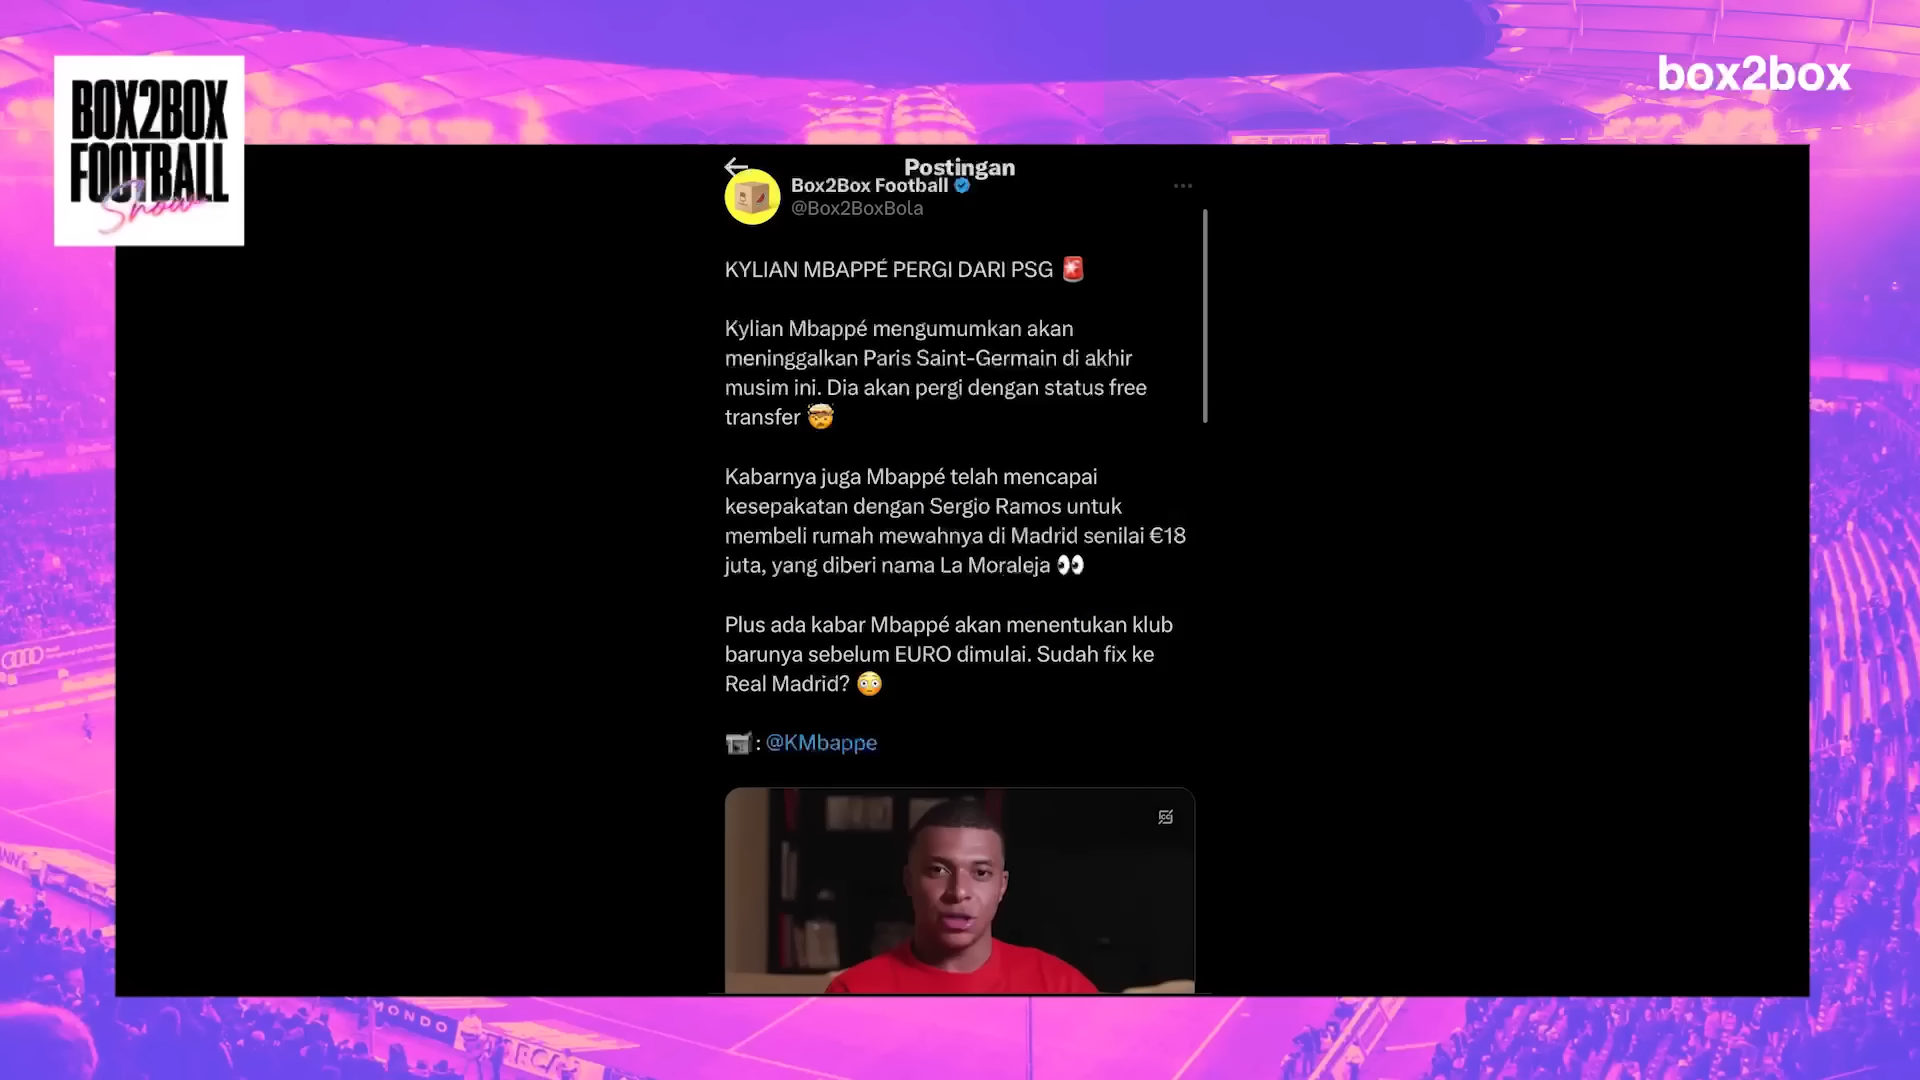 BOX2BOX
FOOTBALL
Show
box2box
Postingan
Box2Box Football
@Box2BoxBola
KYLIAN MBAPPÉ PERGI DARI PSG 🚨
Kylian Mbappé mengumumkan akan
meninggalkan Paris Saint-Germain di akhir
musim ini. Dia akan pergi dengan status free
transfer 🤯
Kabarnya juga Mbappé telah mencapai
kesepakatan dengan Sergio Ramos untuk
membeli rumah mewahnya di Madrid senilai €18
juta, yang diberi nama La Moraleja 👀
Plus ada kabar Mbappé akan menentukan klub
barunya sebelum EURO dimulai. Sudah fix ke
Real Madrid? 😳
📹: @KMbappe
Audi
MONDO